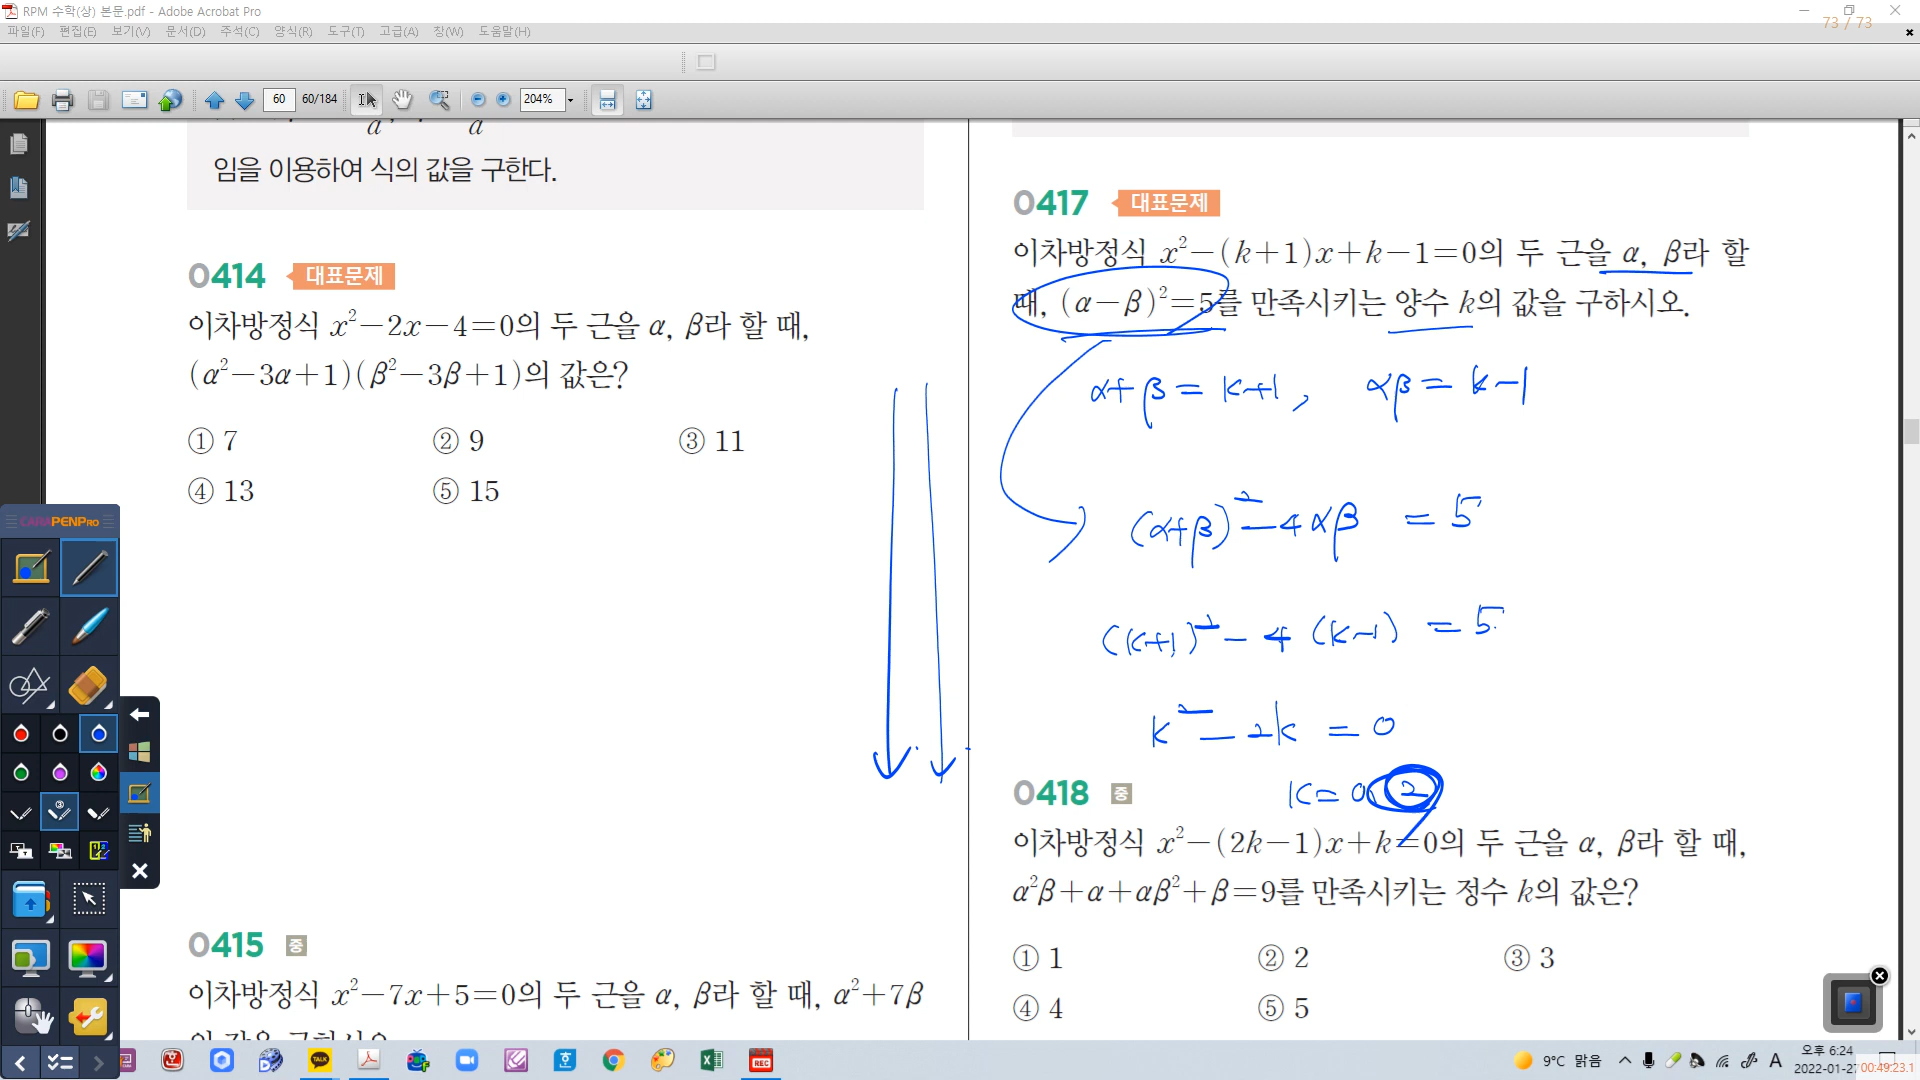 RPM 수학(상) 본문.pdf - Adobe Acrobat Pro
73 / 73
파일(F) 편집(E) 보기(V) 문서(D) 주석(C) 양식(R) 도구(T) 고급(A) 창(W) 도움말(H)
60 60/184 204%
a a
임을 이용하여 식의 값을 구한다.
0414 대표문제
이차방정식 x²-2x-4=0의 두 근을 α, β라 할 때,
(α²-3α+1)(β²-3β+1)의 값은?
① 7 ② 9 ③ 11
④ 13 ⑤ 15
0415 중
이차방정식 x²-7x+5=0의 두 근을 α, β라 할 때, α²+7β
0417 대표문제
이차방정식 x²-(k+1)x+k-1=0의 두 근을 α, β라 할
때, (α-β)²=5를 만족시키는 양수 k의 값을 구하시오.
α+β = k+1, αβ = k-1
(α+β)²-4αβ = 5
(k+1)² - 4 (k-1) = 5
k² - 2k = 0
k = 0, 2
0418 중
이차방정식 x²-(2k-1)x+k=0의 두 근을 α, β라 할 때,
α²β+α+αβ²+β=9를 만족시키는 정수 k의 값은?
① 1 ② 2 ③ 3
④ 4 ⑤ 5
CAMAPENPRO
TALK
REC
9°C 맑음
A
오후 6:24
2022-01-27
00:49:23.1